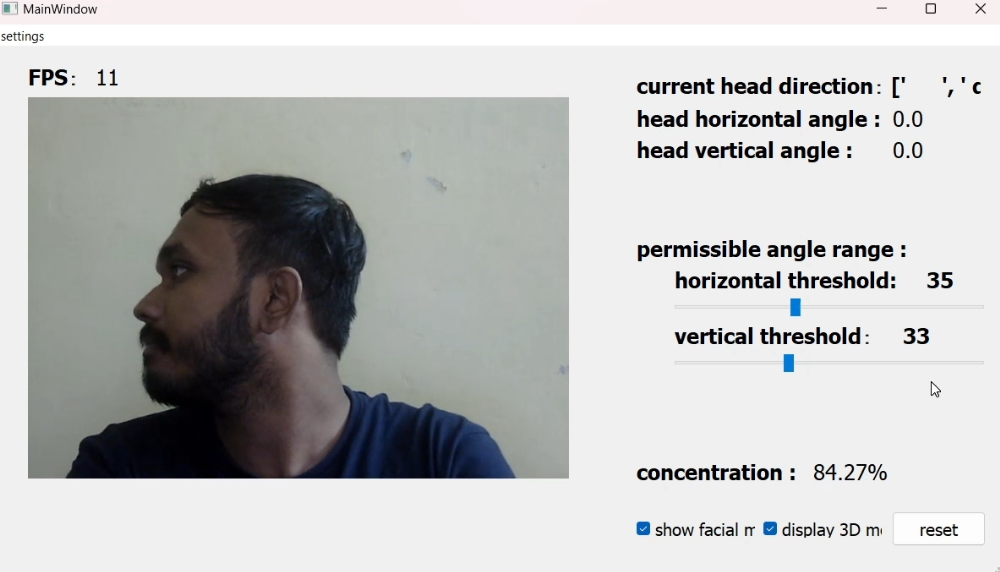 MainWindow
settings
FPS: 11
current head direction: [' ', ' c
head horizontal angle : 0.0
head vertical angle : 0.0
permissible angle range :
horizontal threshold: 35
vertical threshold: 33
concentration : 84.27%
show facial m display 3D m reset